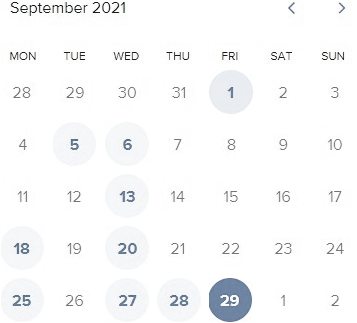 September 2021
MON TUE WED THU FRI SAT SUN
28 29 30 31 1 2 3
4 5 6 7 8 9 10
11 12 13 14 15 16 17
18 19 20 21 22 23 24
25 26 27 28 29 1 2